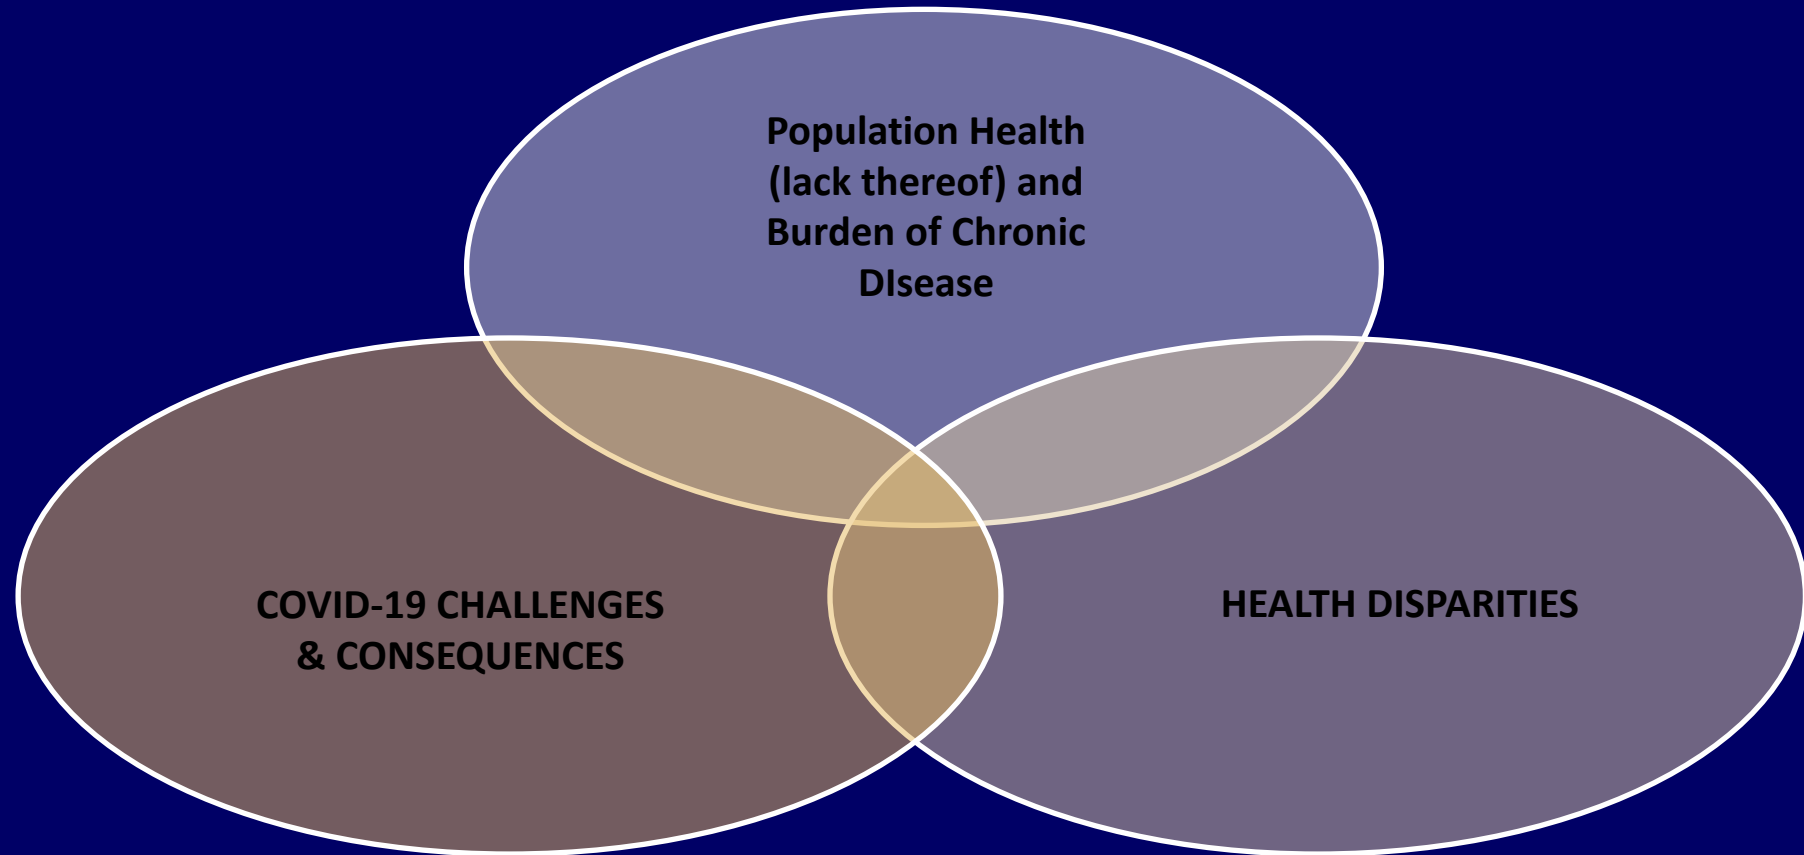 Population Health
(lack thereof) and
Burden of Chronic
DIsease
COVID-19 CHALLENGES
& CONSEQUENCES
HEALTH DISPARITIES